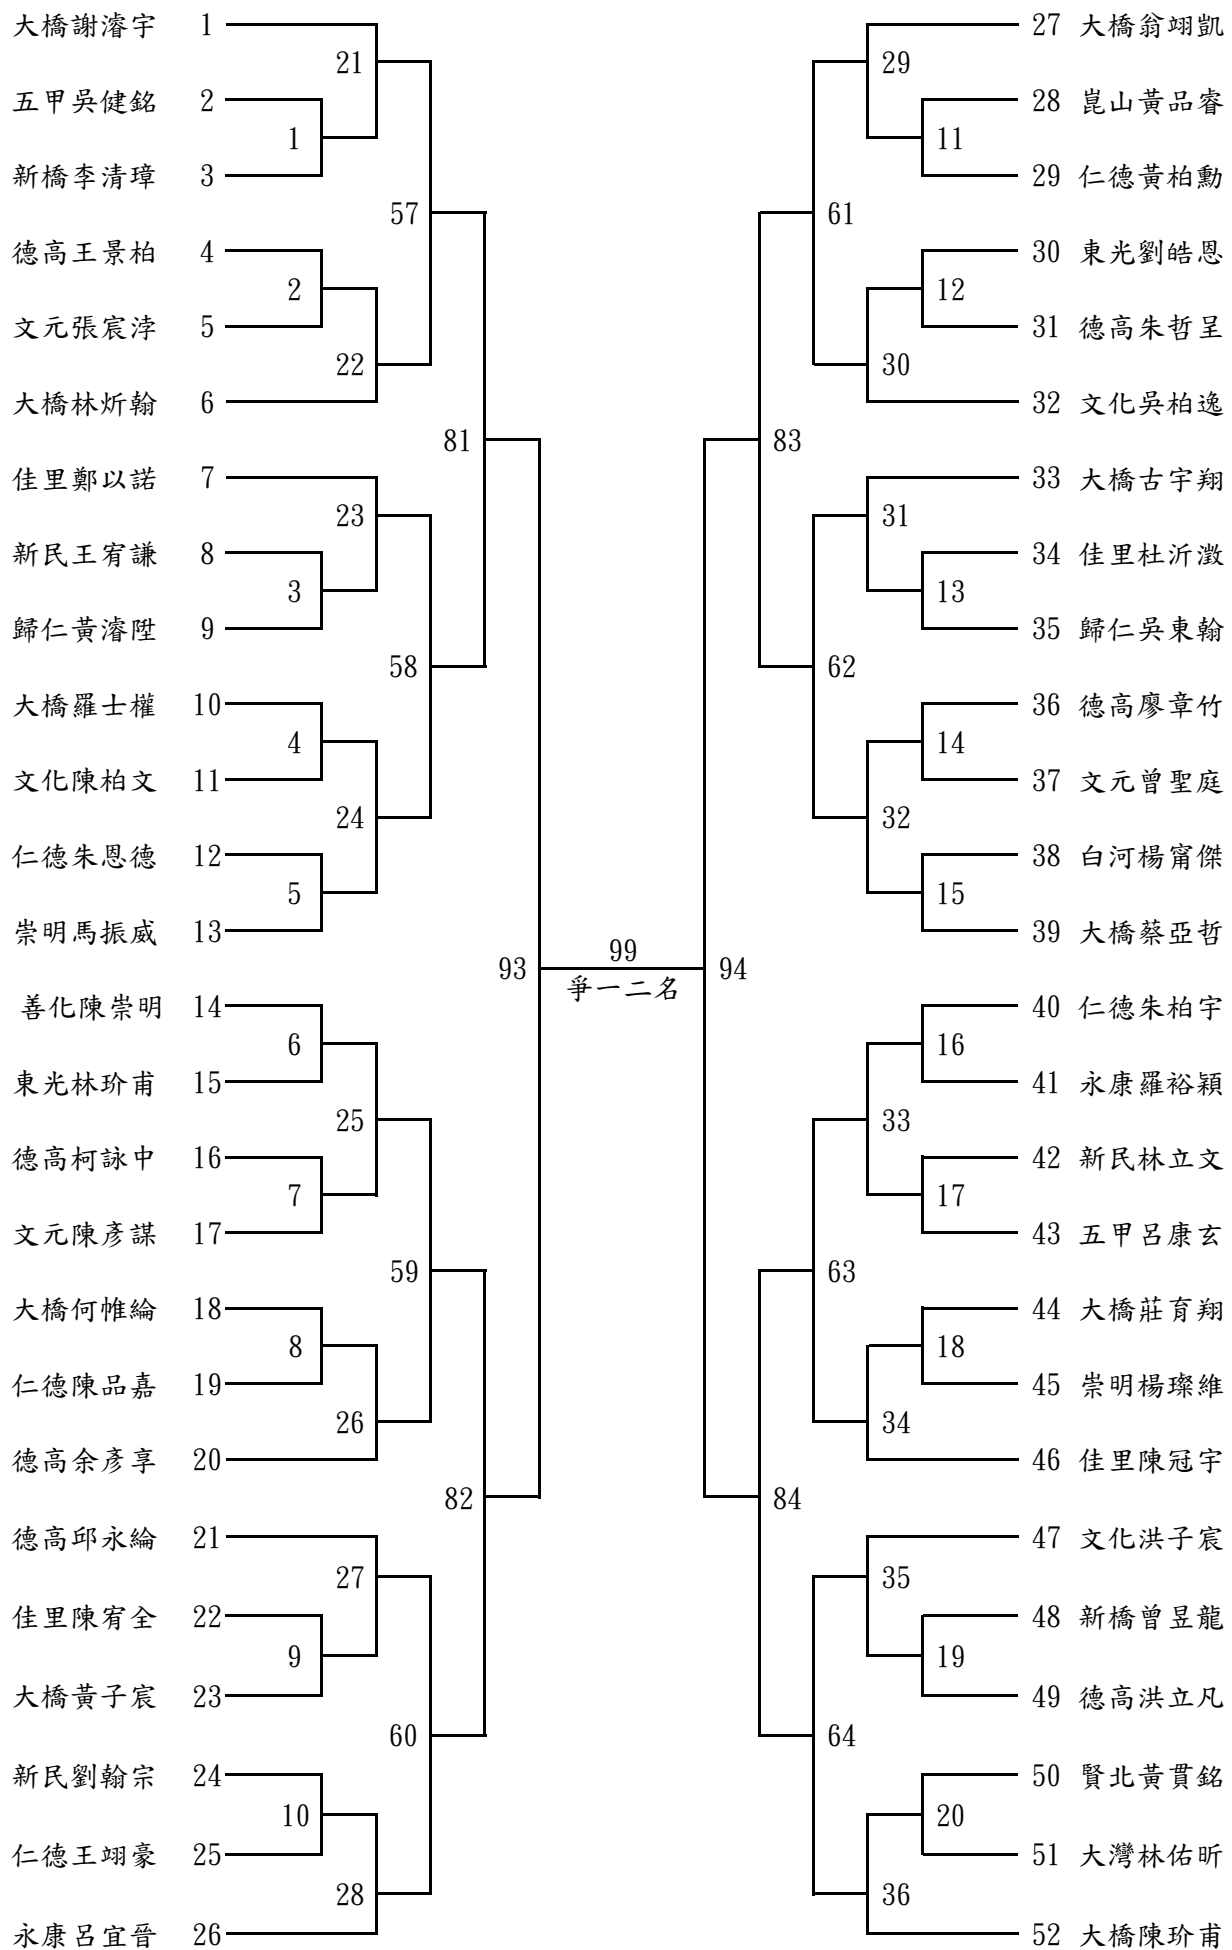 大橋謝濬宇 1
21
五甲吳健銘 2
1
新橋李清璋 3
57
德高王景柏 4
2
文元張宸浡 5
22
大橋林炘翰 6
81
佳里鄭以諾 7
23
新民王宥謙 8
3
歸仁黃濬陞 9
58
大橋羅士權 10
4
文化陳柏文 11
24
仁德朱恩德 12
5
崇明馬振威 13
93
善化陳崇明 14
6
東光林玠甫 15
25
德高柯詠中 16
7
文元陳彥謀 17
59
大橋何帷綸 18
8
仁德陳品嘉 19
26
德高余彥享 20
82
德高邱永綸 21
27
佳里陳宥全 22
9
大橋黃子宸 23
60
新民劉翰宗 24
10
仁德王翊豪 25
28
永康呂宜晉 26
99
爭一二名
27 大橋翁翊凱
29
28 崑山黃品睿
11
29 仁德黃柏勳
61
30 東光劉皓恩
12
31 德高朱哲呈
30
32 文化吳柏逸
83
33 大橋古宇翔
31
34 佳里杜沂澂
13
35 歸仁吳東翰
62
36 德高廖章竹
14
37 文元曾聖庭
32
38 白河楊甯傑
15
39 大橋蔡亞哲
94
40 仁德朱柏宇
16
41 永康羅裕穎
33
42 新民林立文
17
43 五甲呂康玄
63
44 大橋莊育翔
18
45 崇明楊璨維
34
46 佳里陳冠宇
84
47 文化洪子宸
35
48 新橋曾昱龍
19
49 德高洪立凡
64
50 賢北黃貫銘
20
51 大灣林佑昕
36
52 大橋陳玠甫